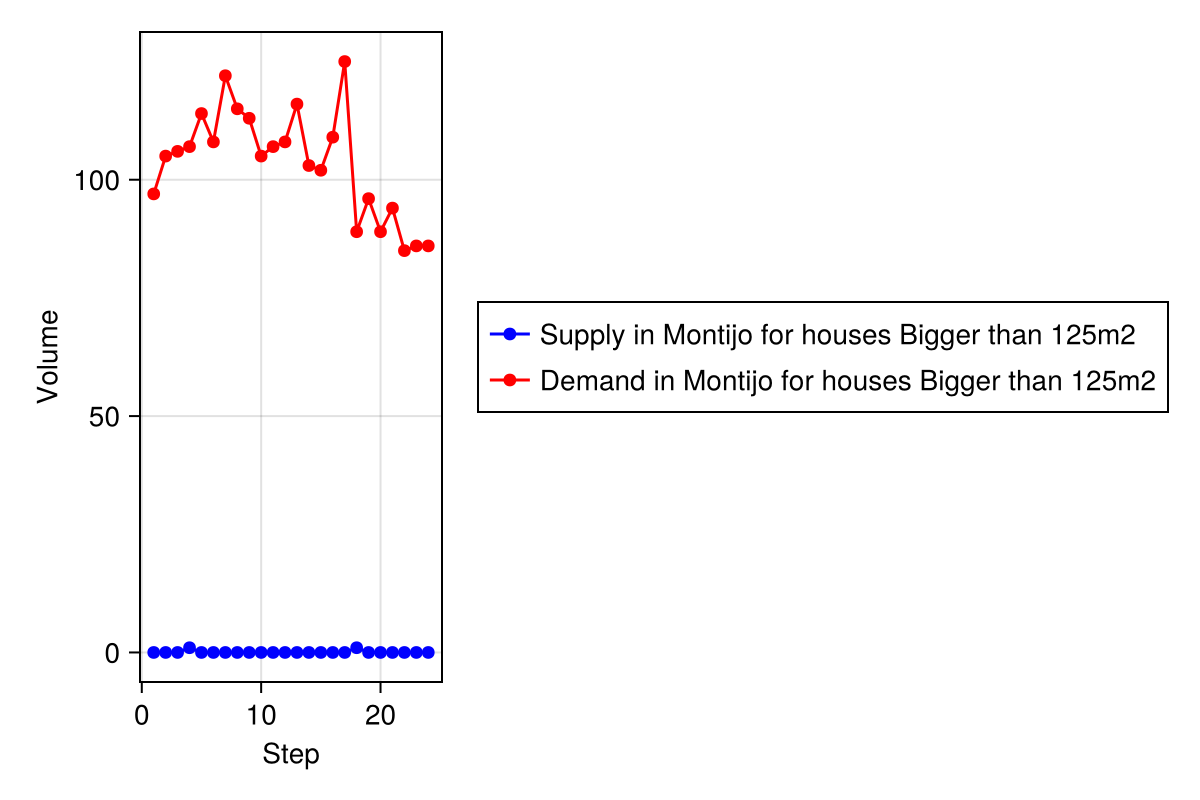 Volume
100
50
0
0 10 20
Step
Supply in Montijo for houses Bigger than 125m2
Demand in Montijo for houses Bigger than 125m2